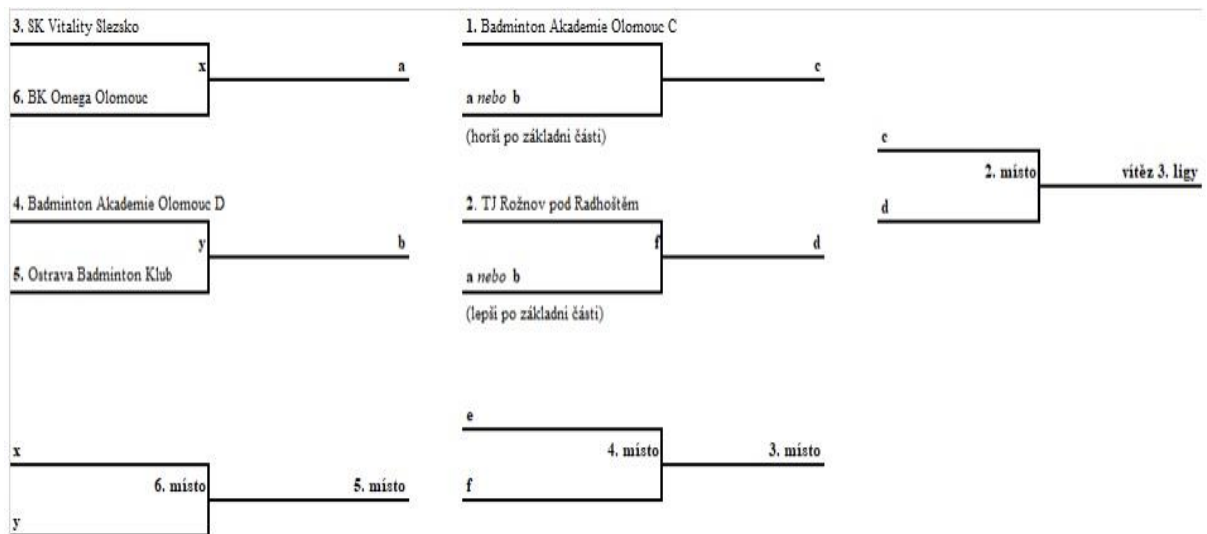 3. SK Vitality Slezsko
x
a
6. BK Omega Olomouc
4. Badminton Akademie Olomouc D
y
b
5. Ostrava Badminton Klub
x
6. místo
5. místo
y
1. Badminton Akademie Olomouc C
c
a nebo b
(horší po základní části)
2. TJ Rožnov pod Radhoštěm
f
d
a nebo b
(lepší po základní části)
e
4. místo
3. místo
f
c
2. místo
vítěz 3. ligy
d